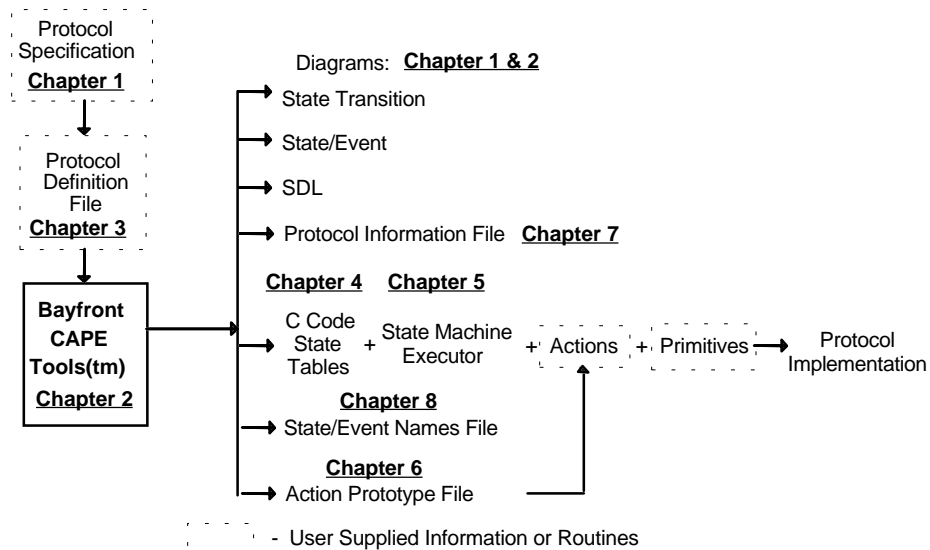 Protocol
Specification
Chapter 1
Protocol
Definition
File
Chapter 3
Bayfront
CAPE
Tools(tm)
Chapter 2
Diagrams: Chapter 1 & 2
State Transition
State/Event
SDL
Protocol Information File Chapter 7
Chapter 4 Chapter 5
C Code
State
Tables
+ State Machine
Executor
+ Actions + Primitives
Protocol
Implementation
Chapter 8
State/Event Names File
Chapter 6
Action Prototype File
- User Supplied Information or Routines